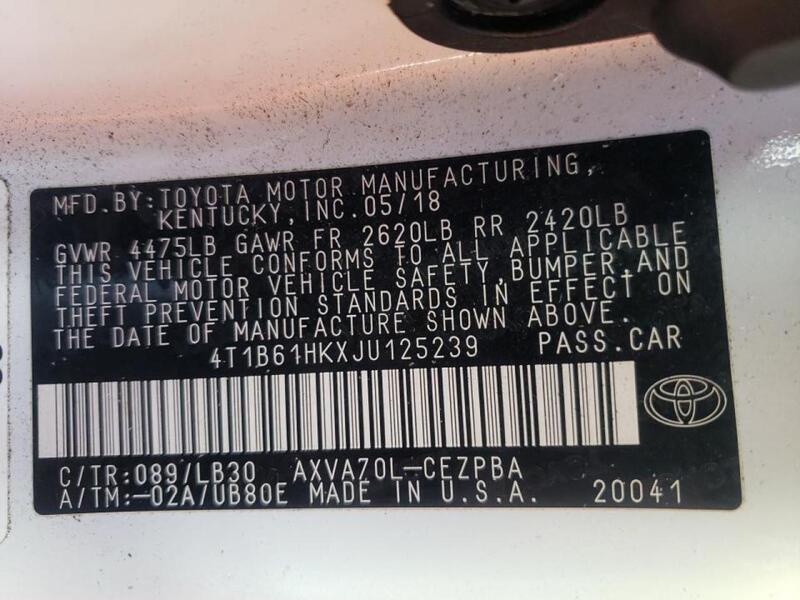 MFD.BY:TOYOTA MOTOR MANUFACTURING,
KENTUCKY, INC.05/18
GVWR 4475LB GAWR FR 2620LB RR 2420LB
THIS VEHICLE CONFORMS TO ALL APPLICABLE
FEDERAL MOTOR VEHICLE SAFETY, BUMPER, AND
THEFT PREVENTION STANDARDS IN EFFECT ON
THE DATE OF MANUFACTURE SHOWN ABOVE.
4T1B61HKXJU125239 PASS.CAR
C/TR:089/LB30 AXVA70L-CEZPBA
A/TM:-02A/UB80E MADE IN U.S.A. 20041